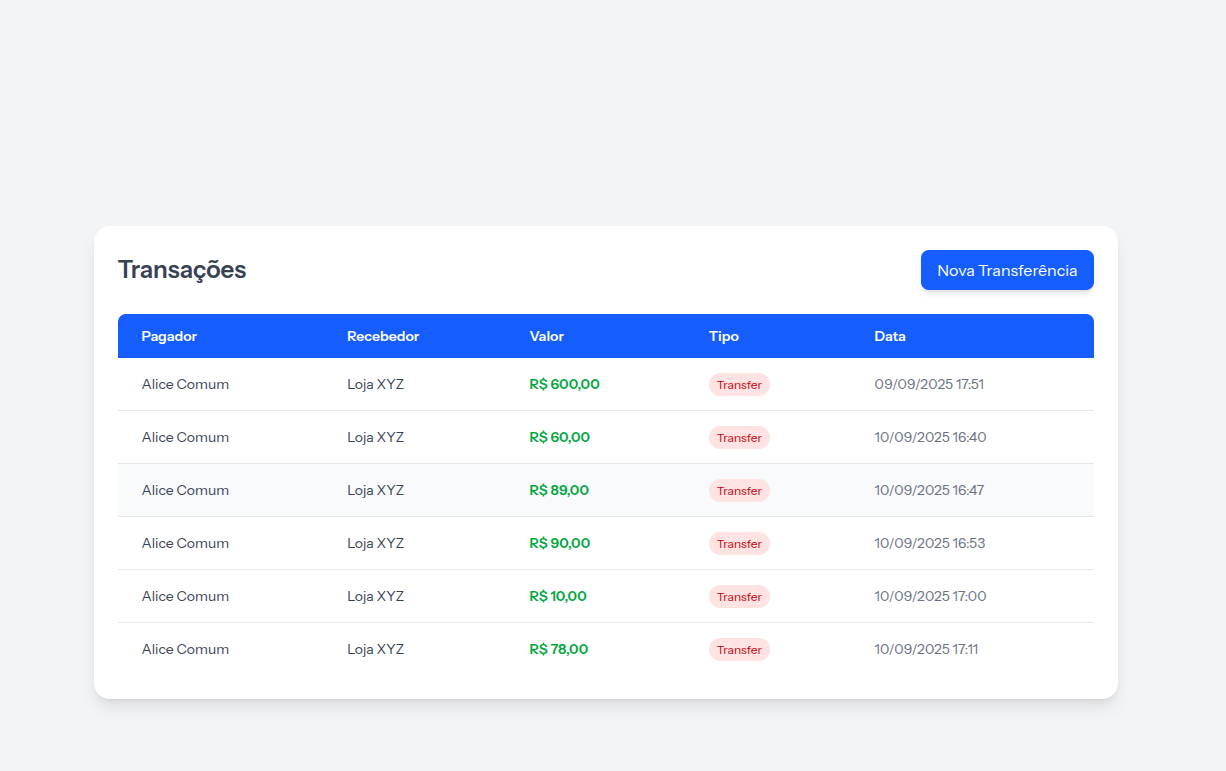 Transações
Nova Transferência
Pagador Recebedor Valor Tipo Data
Alice Comum Loja XYZ R$ 600,00 Transfer 09/09/2025 17:51
Alice Comum Loja XYZ R$ 60,00 Transfer 10/09/2025 16:40
Alice Comum Loja XYZ R$ 89,00 Transfer 10/09/2025 16:47
Alice Comum Loja XYZ R$ 90,00 Transfer 10/09/2025 16:53
Alice Comum Loja XYZ R$ 10,00 Transfer 10/09/2025 17:00
Alice Comum Loja XYZ R$ 78,00 Transfer 10/09/2025 17:11